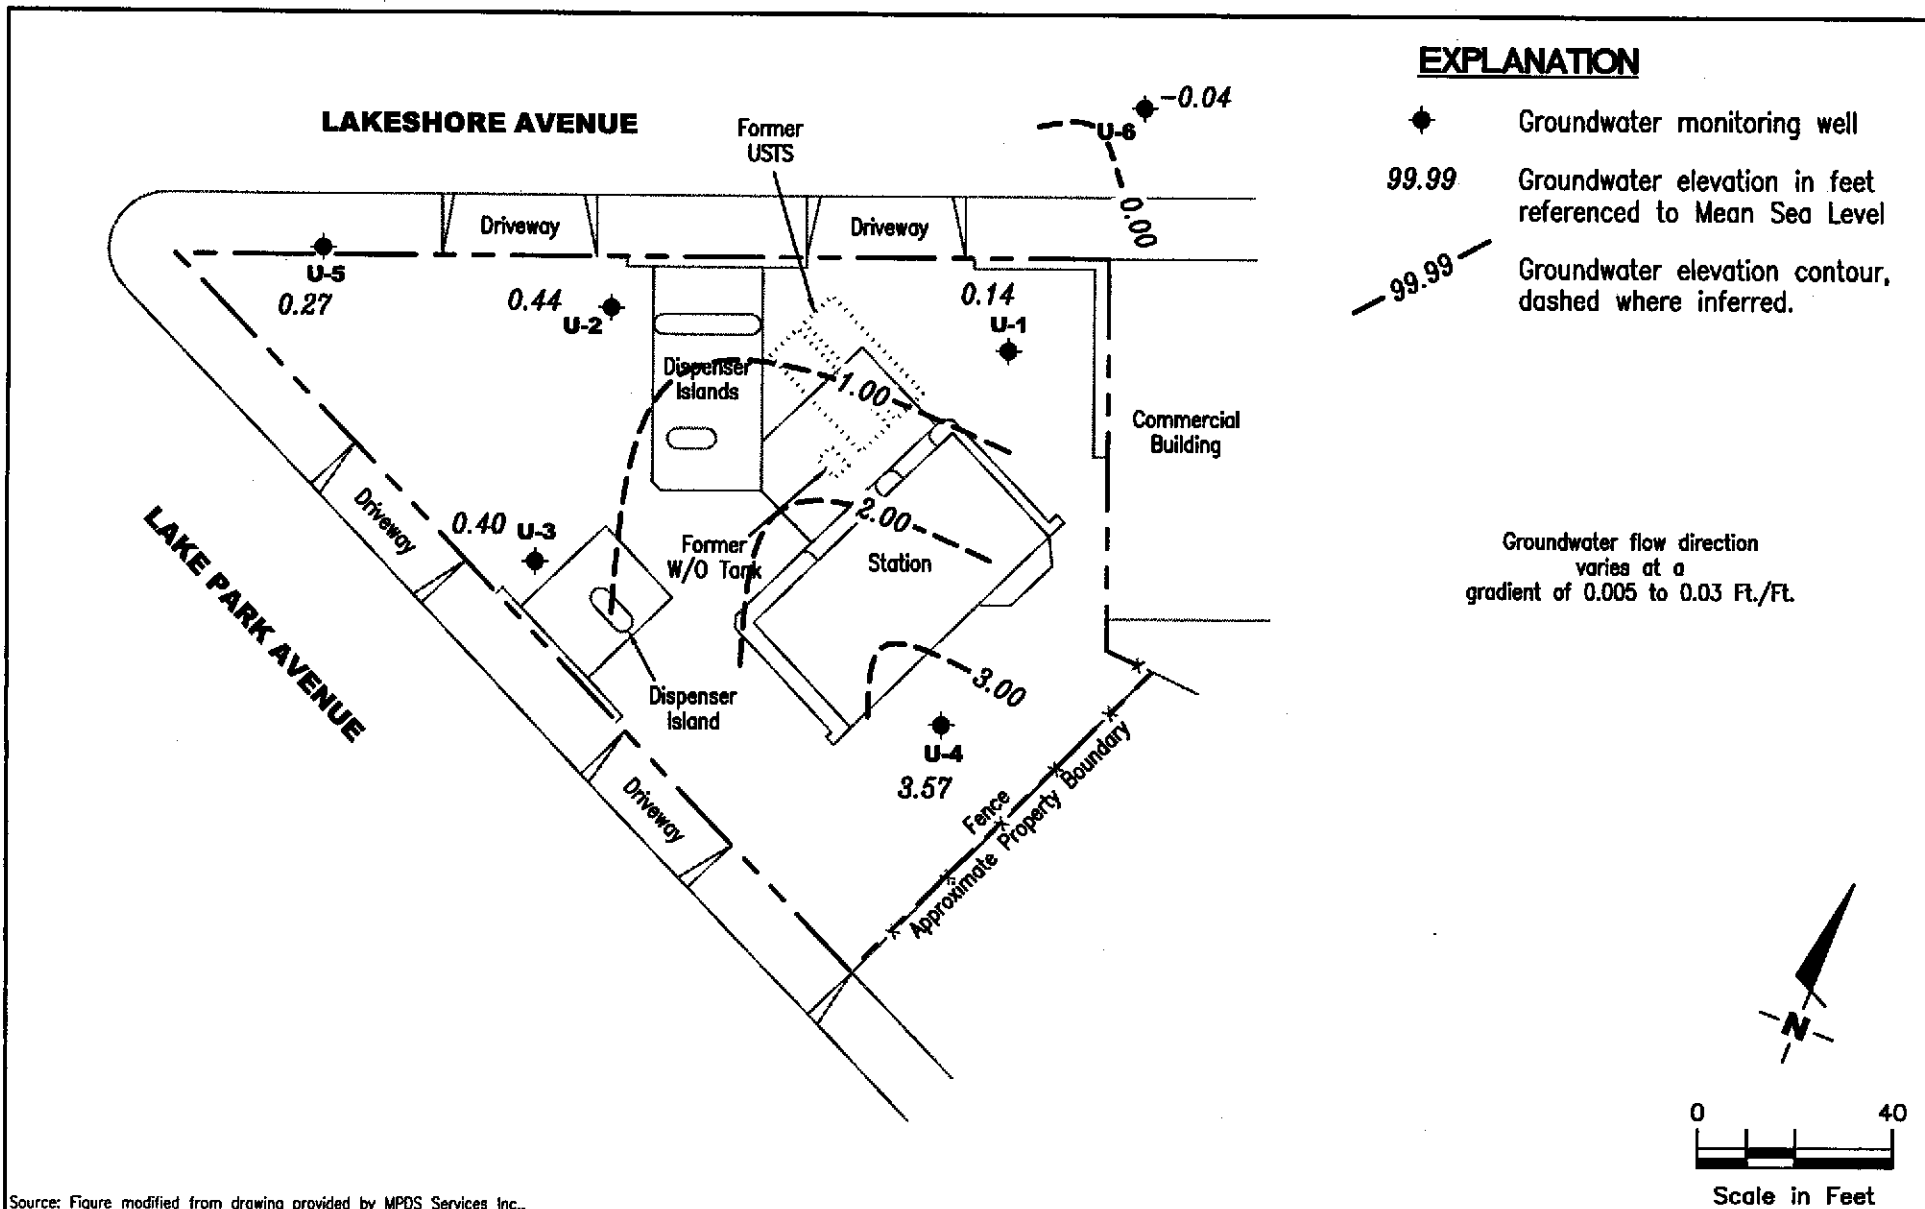 EXPLANATION
Groundwater monitoring well
99.99
Groundwater elevation in feet
referenced to Mean Sea Level
99.99
Groundwater elevation contour,
dashed where inferred.
Groundwater flow direction
varies at a
gradient of 0.005 to 0.03 Ft./Ft.
LAKESHORE AVENUE
Former
USTS
-0.04
U-6
0.00
Driveway
Driveway
U-5
0.27
0.44
U-2
0.14
U-1
Dispenser
Islands
1.00
Commercial
Building
Driveway
LAKE PARK AVENUE
0.40
U-3
Former
W/O Tank
2.00
Station
Dispenser
Island
3.00
U-4
3.57
Driveway
Fence
Approximate Property Boundary
N
0
40
Scale in Feet
Source: Figure modified from drawing provided by MPDS Services Inc..